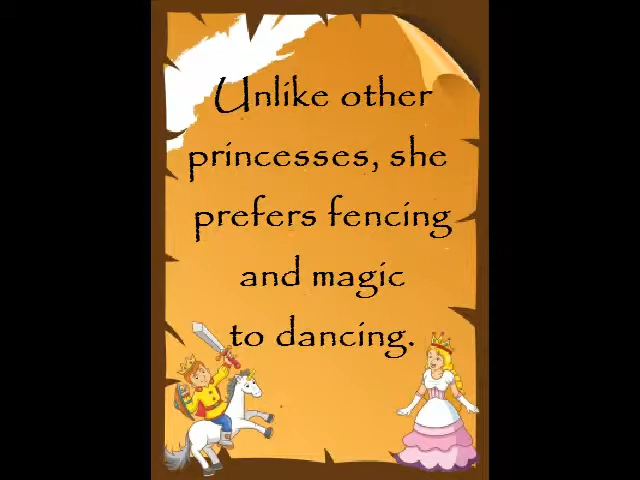 Unlike other
princesses, she
prefers fencing
and magic
to dancing.